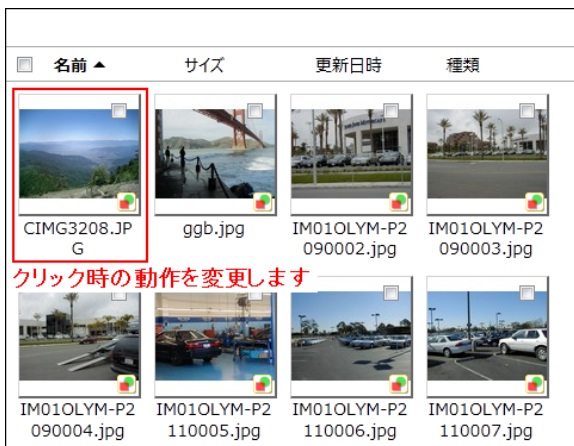 名前▲ サイズ 更新日時 種類
CIMG3208.JP
G
ggb.jpg
IM01OLYM-P2
090002.jpg
IM01OLYM-P2
090003.jpg
クリック時の動作を変更します
IM01OLYM-P2
090004.jpg
IM01OLYM-P2
110005.jpg
IM01OLYM-P2
110006.jpg
IM01OLYM-P2
110007.jpg